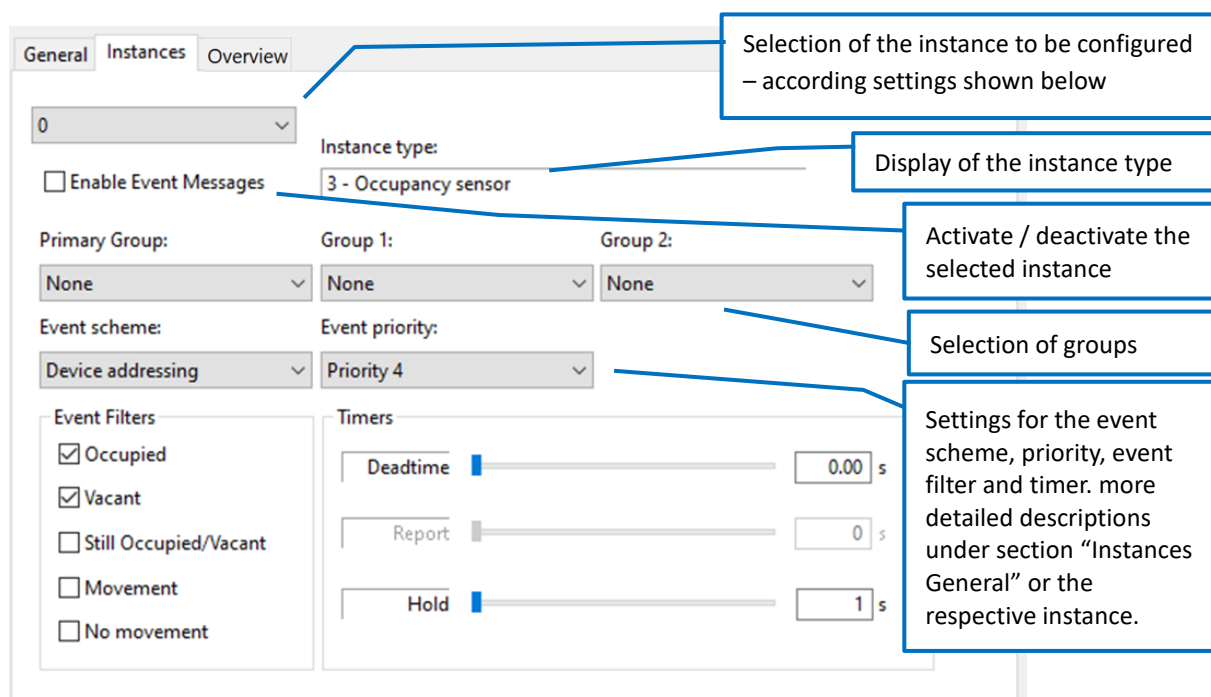 General Instances Overview
Selection of the instance to be configured
– according settings shown below
0
Instance type:
Display of the instance type
Enable Event Messages
3 - Occupancy sensor
Activate / deactivate the
selected instance
Primary Group: Group 1: Group 2:
None None None
Selection of groups
Event scheme: Event priority:
Device addressing Priority 4
Settings for the event
scheme, priority, event
filter and timer. more
detailed descriptions
under section “Instances
General” or the
respective instance.
Event Filters
Occupied
Vacant
Still Occupied/Vacant
Movement
No movement
Timers
Deadtime 0.00 s
Report 0 s
Hold 1 s